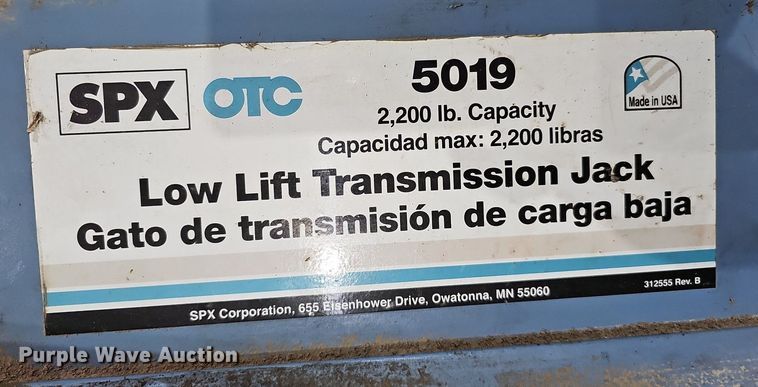 SPX OTC 5019
Made in USA
2,200 lb. Capacity
Capacidad max: 2,200 libras
Low Lift Transmission Jack
Gato de transmisión de carga baja
SPX Corporation, 655 Eisenhower Drive, Owatonna, MN 55060
312555 Rev. B
Purple Wave Auction